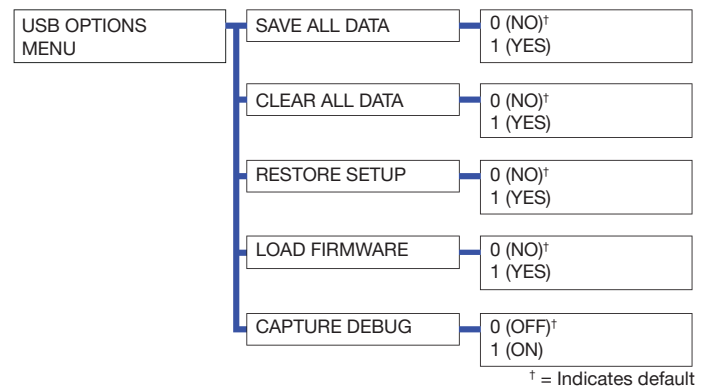 USB OPTIONS
MENU
SAVE ALL DATA
0 (NO)†
1 (YES)
CLEAR ALL DATA
0 (NO)†
1 (YES)
RESTORE SETUP
0 (NO)†
1 (YES)
LOAD FIRMWARE
0 (NO)†
1 (YES)
CAPTURE DEBUG
0 (OFF)†
1 (ON)
† = Indicates default